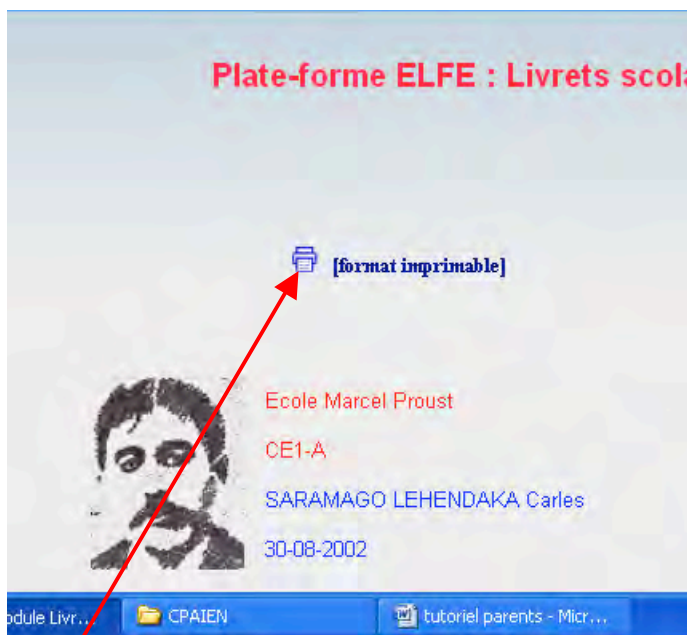 Plate-forme ELFE : Livrets scola
[format imprimable]
Ecole Marcel Proust
CE1-A
SARAMAGO LEHENDAKA Carles
30-08-2002
odule Livr... CPAIEN tutoriel parents - Micr...